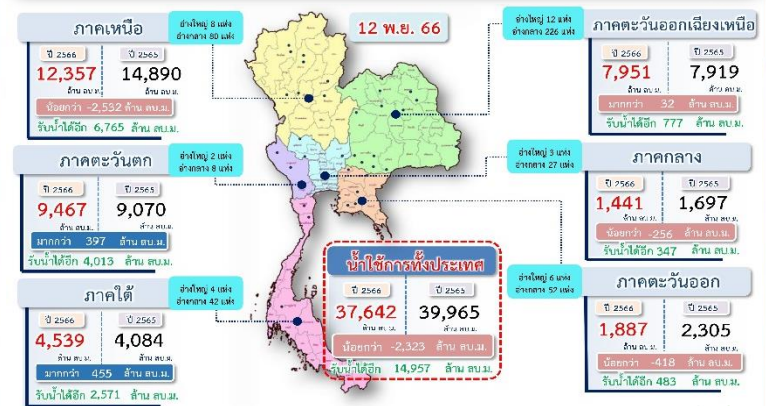 12 พ.ย. 66
ภาคเหนือ
ปี 2566 ปี 2565
12,357 14,890
ล้าน ลบ.ม. ล้าน ลบ.ม.
น้อยกว่า -2,532 ล้าน ลบ.ม.
รับน้ำได้อีก 6,765 ล้าน ลบ.ม.
อ่างใหญ่ 8 แห่ง
อ่างกลาง 80 แห่ง
ภาคตะวันตก
ปี 2566 ปี 2565
9,467 9,070
ล้าน ลบ.ม. ล้าน ลบ.ม.
มากกว่า 397 ล้าน ลบ.ม.
รับน้ำได้อีก 4,013 ล้าน ลบ.ม.
อ่างใหญ่ 2 แห่ง
อ่างกลาง 8 แห่ง
ภาคใต้
ปี 2566 ปี 2565
4,539 4,084
ล้าน ลบ.ม. ล้าน ลบ.ม.
มากกว่า 455 ล้าน ลบ.ม.
รับน้ำได้อีก 2,571 ล้าน ลบ.ม.
อ่างใหญ่ 4 แห่ง
อ่างกลาง 42 แห่ง
น้ำใช้การทั้งประเทศ
ปี 2566 ปี 2565
37,642 39,965
ล้าน ลบ.ม. ล้าน ลบ.ม.
น้อยกว่า -2,323 ล้าน ลบ.ม.
รับน้ำได้อีก 14,957 ล้าน ลบ.ม.
อ่างใหญ่ 12 แห่ง
อ่างกลาง 226 แห่ง
ภาคตะวันออกเฉียงเหนือ
ปี 2566 ปี 2565
7,951 7,919
ล้าน ลบ.ม. ล้าน ลบ.ม.
มากกว่า 32 ล้าน ลบ.ม.
รับน้ำได้อีก 777 ล้าน ลบ.ม.
อ่างใหญ่ 3 แห่ง
อ่างกลาง 27 แห่ง
ภาคกลาง
ปี 2566 ปี 2565
1,441 1,697
ล้าน ลบ.ม. ล้าน ลบ.ม.
น้อยกว่า -256 ล้าน ลบ.ม.
รับน้ำได้อีก 347 ล้าน ลบ.ม.
อ่างใหญ่ 6 แห่ง
อ่างกลาง 52 แห่ง
ภาคตะวันออก
ปี 2566 ปี 2565
1,887 2,305
ล้าน ลบ.ม. ล้าน ลบ.ม.
น้อยกว่า -418 ล้าน ลบ.ม.
รับน้ำได้อีก 483 ล้าน ลบ.ม.